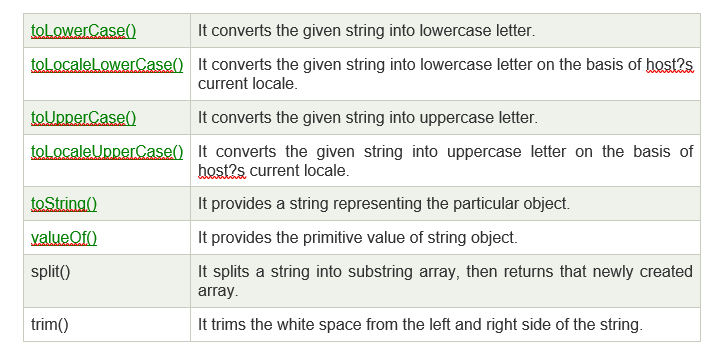 toLowerCase() It converts the given string into lowercase letter.
toLocaleLowerCase() It converts the given string into lowercase letter on the basis of host?s
current locale.
toUpperCase() It converts the given string into uppercase letter.
toLocaleUpperCase() It converts the given string into uppercase letter on the basis of
host?s current locale.
toString() It provides a string representing the particular object.
valueOf() It provides the primitive value of string object.
split() It splits a string into substring array, then returns that newly created
array.
trim() It trims the white space from the left and right side of the string.